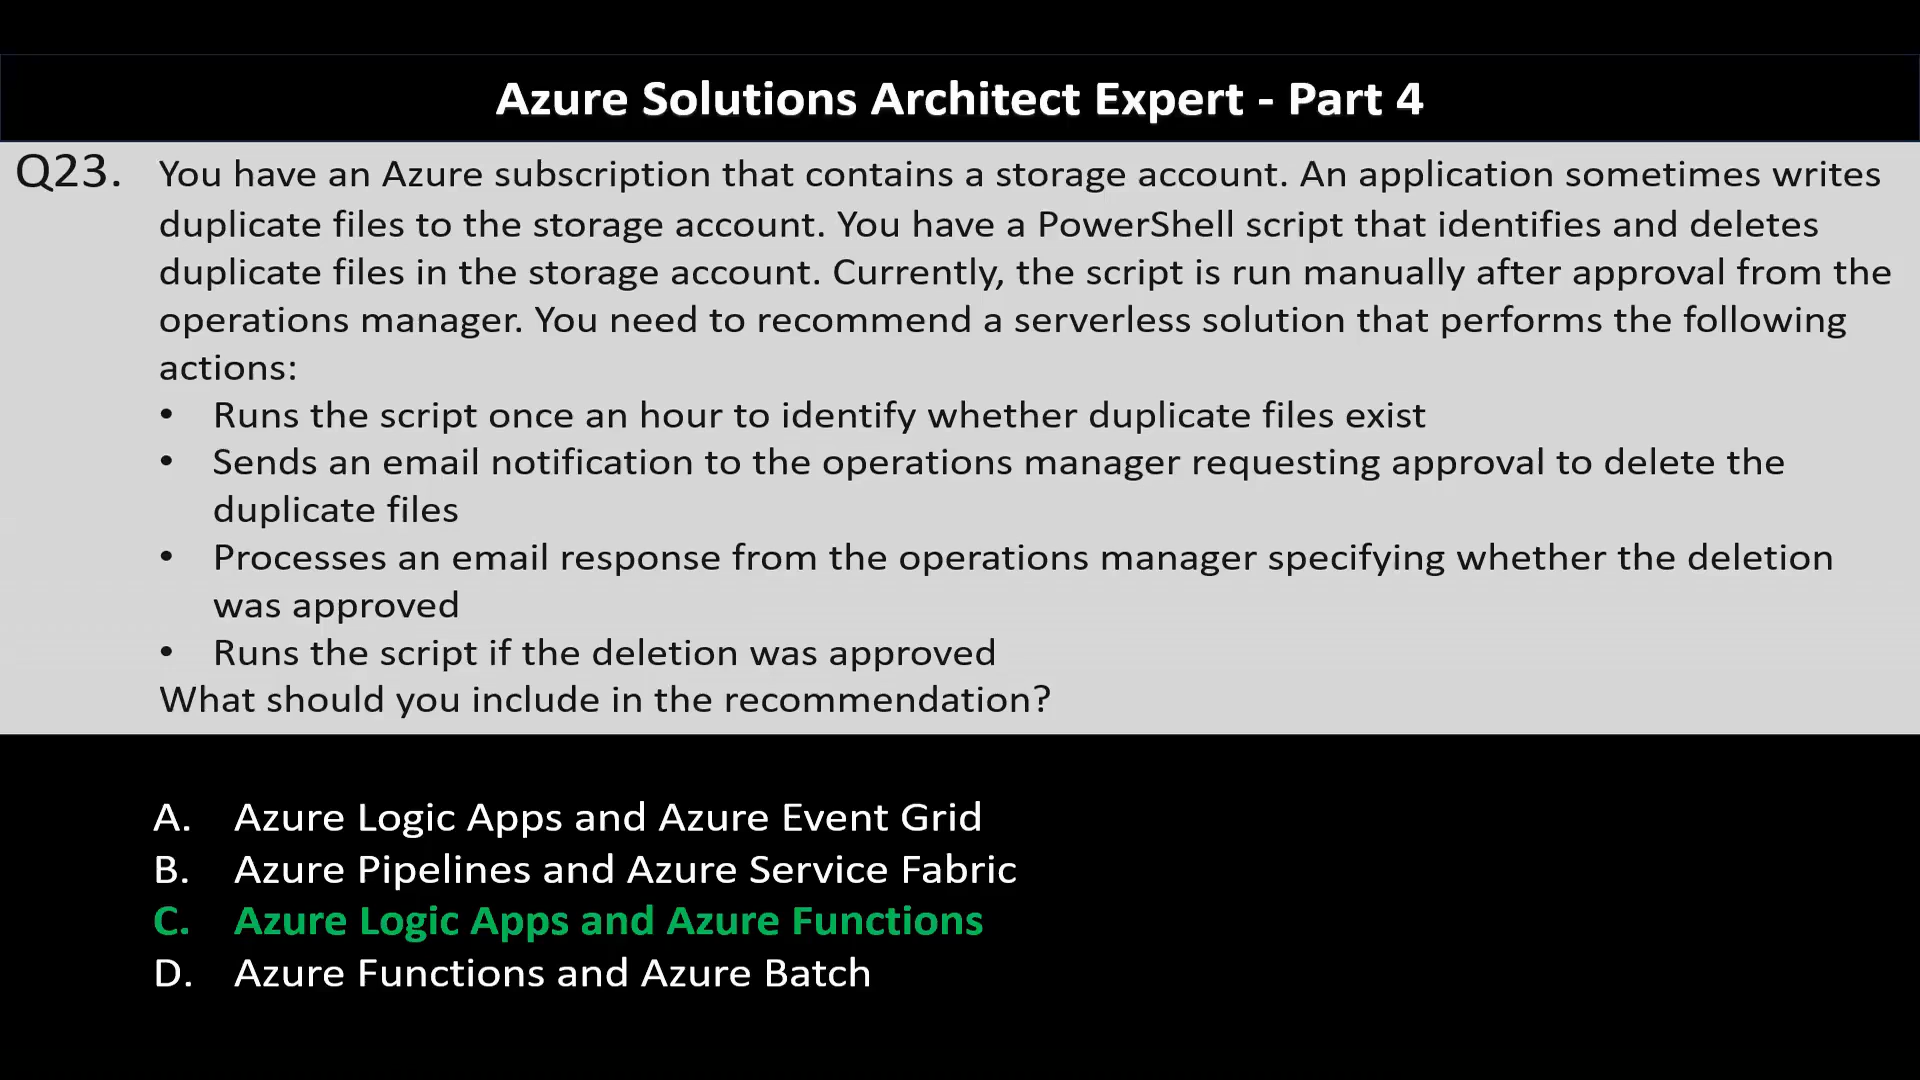 Azure Solutions Architect Expert - Part 4
Q23. You have an Azure subscription that contains a storage account. An application sometimes writes
duplicate files to the storage account. You have a PowerShell script that identifies and deletes
duplicate files in the storage account. Currently, the script is run manually after approval from the
operations manager. You need to recommend a serverless solution that performs the following
actions:
• Runs the script once an hour to identify whether duplicate files exist
• Sends an email notification to the operations manager requesting approval to delete the
duplicate files
• Processes an email response from the operations manager specifying whether the deletion
was approved
• Runs the script if the deletion was approved
What should you include in the recommendation?
A. Azure Logic Apps and Azure Event Grid
B. Azure Pipelines and Azure Service Fabric
C. Azure Logic Apps and Azure Functions
D. Azure Functions and Azure Batch